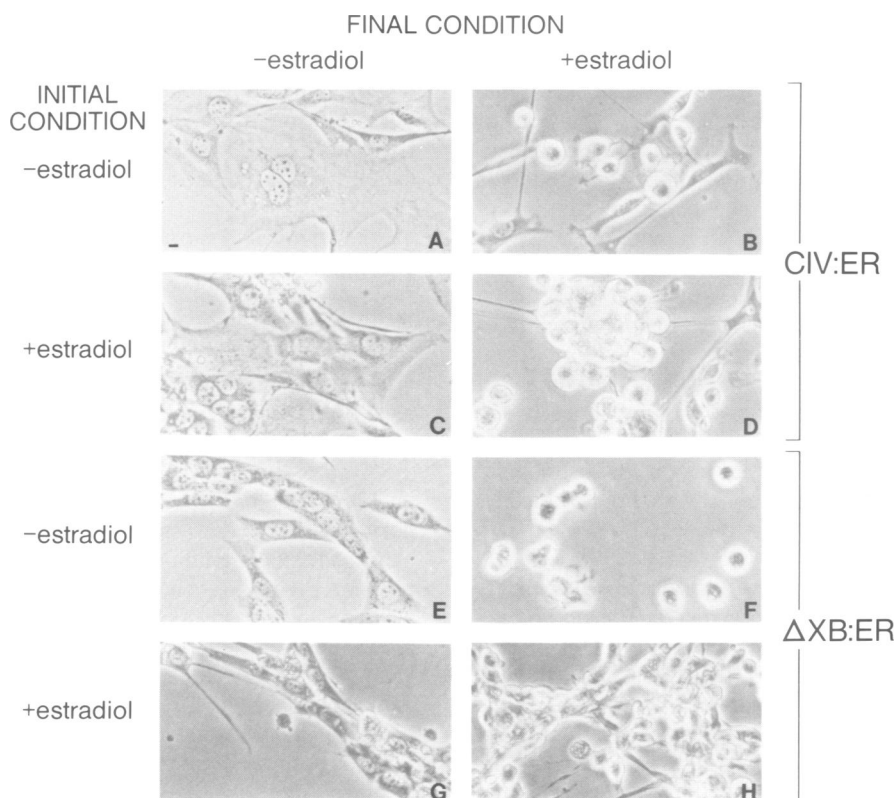 FINAL CONDITION
−estradiol
+estradiol
INITIAL
CONDITION
−estradiol
A
B
CIV:ER
+estradiol
C
D
−estradiol
E
F
ΔXB:ER
+estradiol
G
H